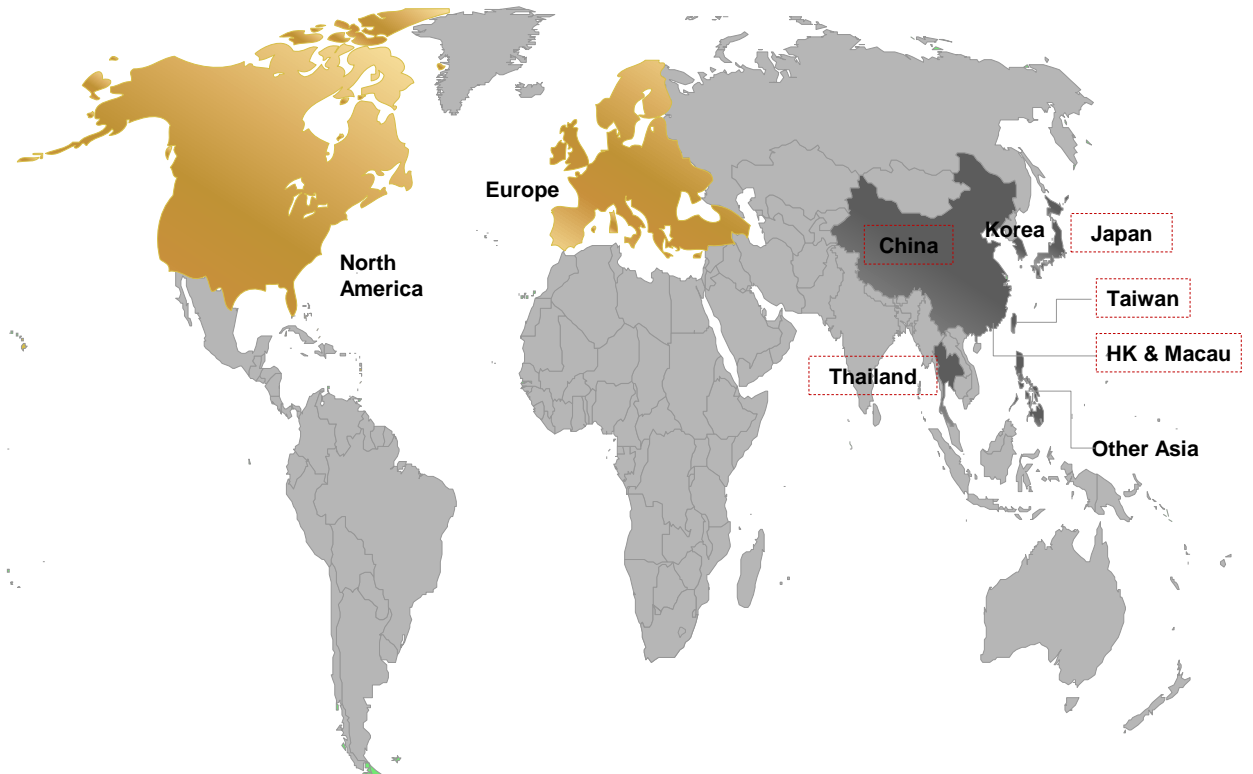 Europe
North
America
China
Korea
Japan
Taiwan
HK & Macau
Thailand
Other Asia